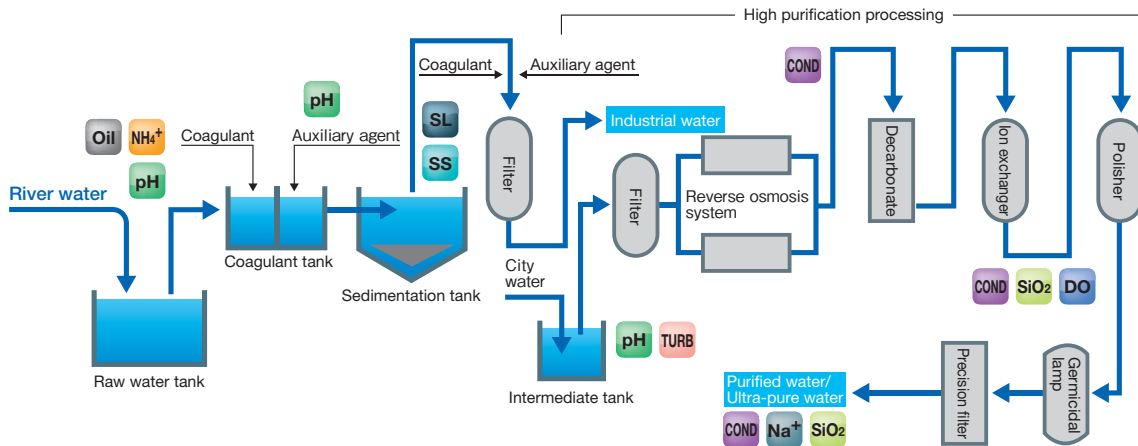 High purification processing
Coagulant
Auxiliary agent
COND
pH
Oil
NH₄⁺
pH
Coagulant
Auxiliary agent
SL
SS
Filter
Industrial water
Filter
Reverse osmosis
system
Decarbonate
Ion exchanger
Polisher
River water
Coagulant tank
Sedimentation tank
City
water
Raw water tank
pH
TURB
Intermediate tank
COND
SiO₂
DO
Germicidal
lamp
Precision filter
Purified water/
Ultra-pure water
COND
Na⁺
SiO₂